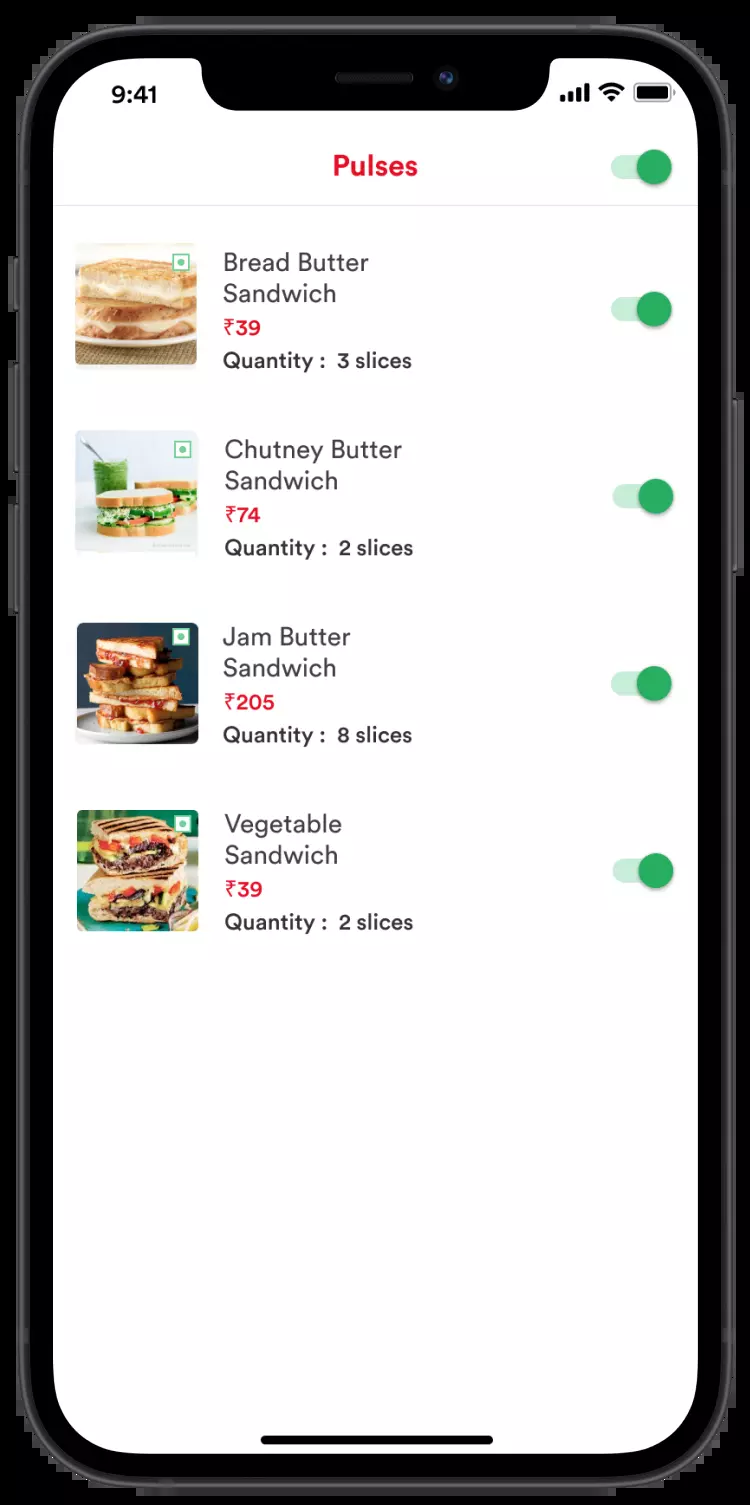 9:41
Pulses
Bread Butter
Sandwich
₹39
Quantity : 3 slices
Chutney Butter
Sandwich
₹74
Quantity : 2 slices
Jam Butter
Sandwich
₹205
Quantity : 8 slices
Vegetable
Sandwich
₹39
Quantity : 2 slices